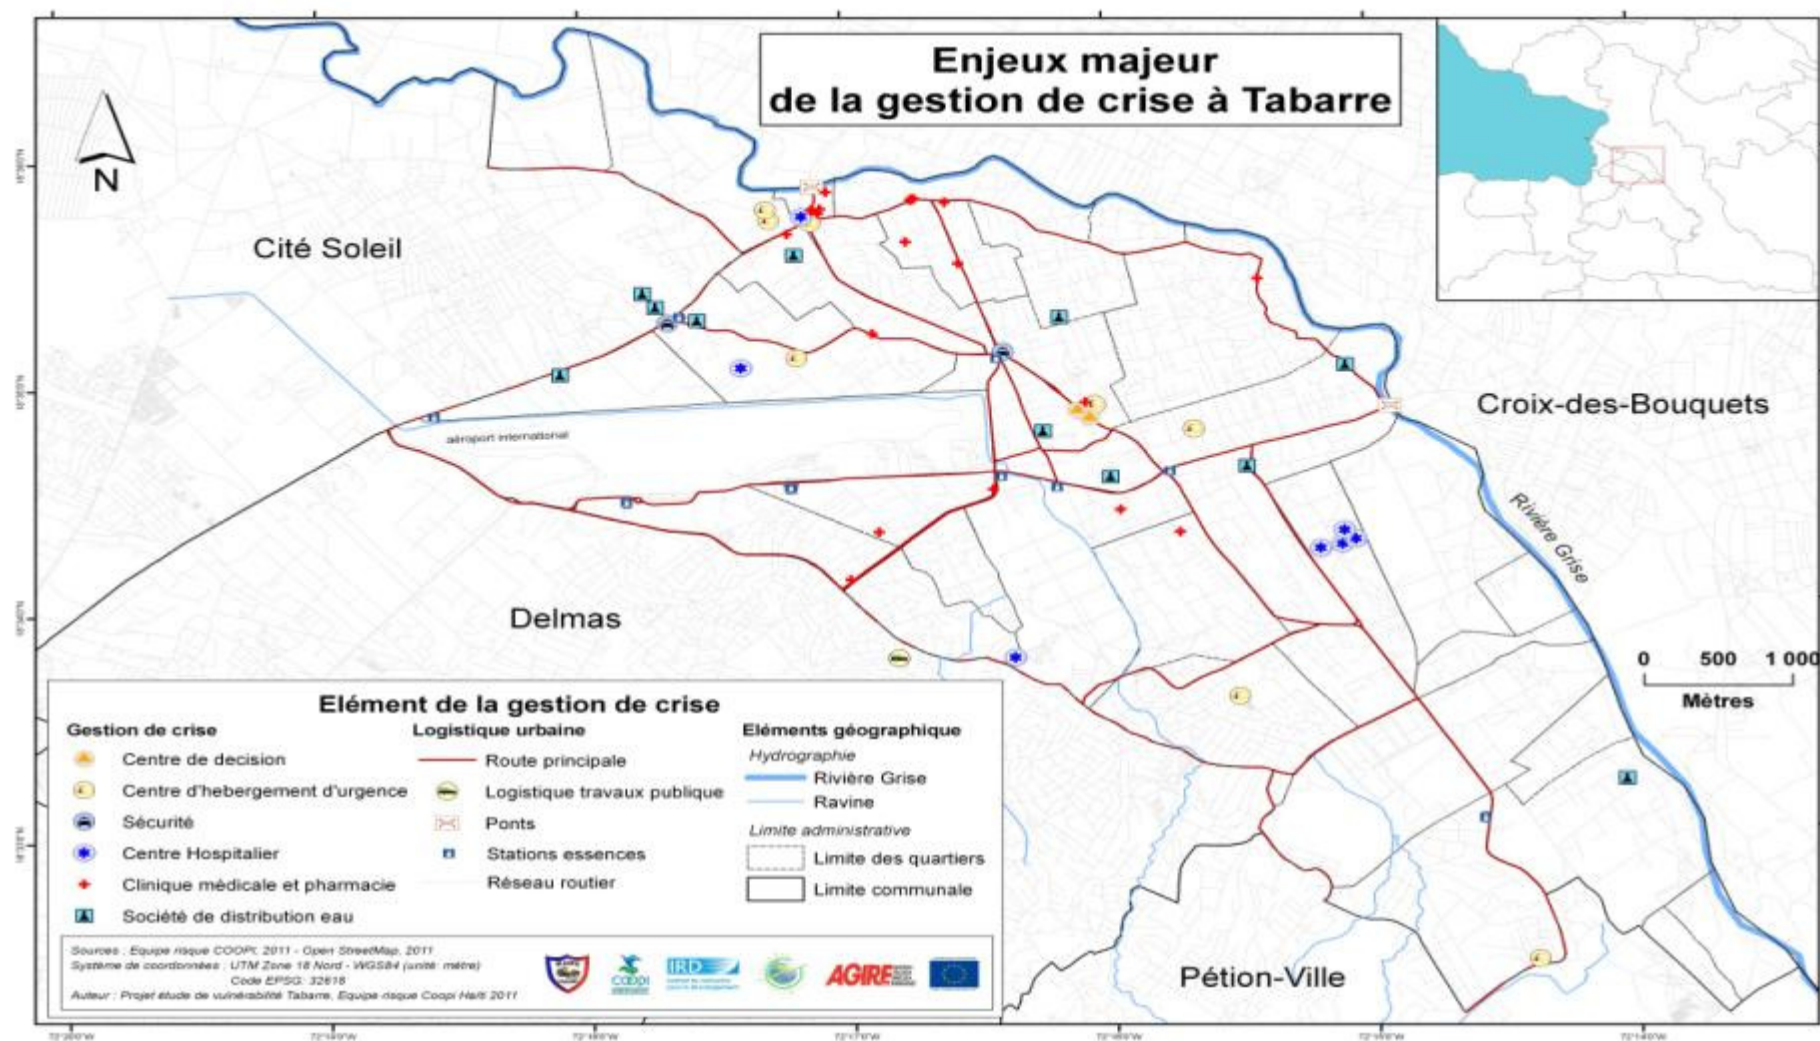 Enjeux majeur
de la gestion de crise à Tabarre
N
Cité Soleil
Croix-des-Bouquets
aéroport international
Rivière Grise
Delmas
0 500 1 000
Mètres
Pétion-Ville
Elément de la gestion de crise
Gestion de crise
Centre de decision
Centre d'hebergement d'urgence
Sécurité
Centre Hospitalier
Clinique médicale et pharmacie
Société de distribution eau
Logistique urbaine
Route principale
Logistique travaux publique
Ponts
Stations essences
Réseau routier
Eléments géographique
Hydrographie
Rivière Grise
Ravine
Limite administrative
Limite des quartiers
Limite communale
Sources : Equipe risque COOPI, 2011 - Open StreetMap, 2011
Système de coordonnées : UTM Zone 18 Nord - WGS84 (unité: mètre)
Code EPSG: 32618
Auteur : Projet étude de vulnérabilité Tabarre, Equipe risque Coopi Haïti 2011
coopi
IRD
AGIRE